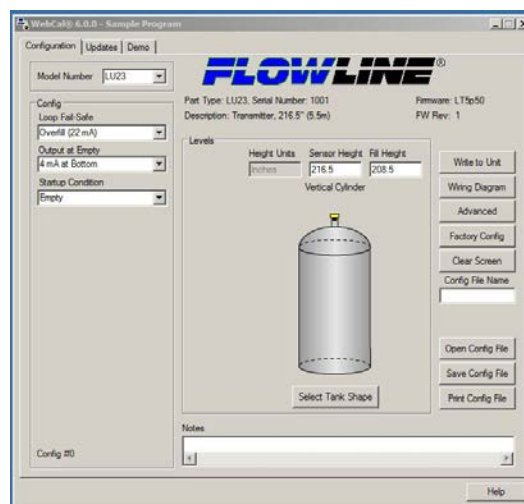 WebCal® 6.0.0 - Sample Program
Configuration Updates Demo
Model Number LU23
FLOWLINE®
Part Type: LU23, Serial Number: 1001 Firmware: LT5p50
Description: Transmitter, 216.5" (5.5m) FW Rev: 1
Config
Loop Fail-Safe
Overfill (22 mA)
Output at Empty
4 mA at Bottom
Startup Condition
Empty
Config #0
Levels
Height Units Sensor Height Fill Height
Inches 216.5 208.5
Vertical Cylinder
Select Tank Shape
Write to Unit
Wiring Diagram
Advanced
Factory Config
Clear Screen
Config File Name
Open Config File
Save Config File
Print Config File
Notes
Help